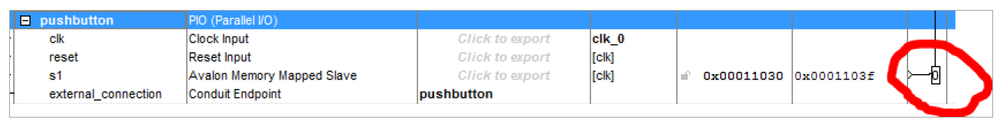 pushbutton PIO (Parallel I/O)
clk Clock Input Click to export clk_0
reset Reset Input Click to export [clk]
s1 Avalon Memory Mapped Slave Click to export [clk] 0x00011030 0x0001103f 0
external_connection Conduit Endpoint pushbutton